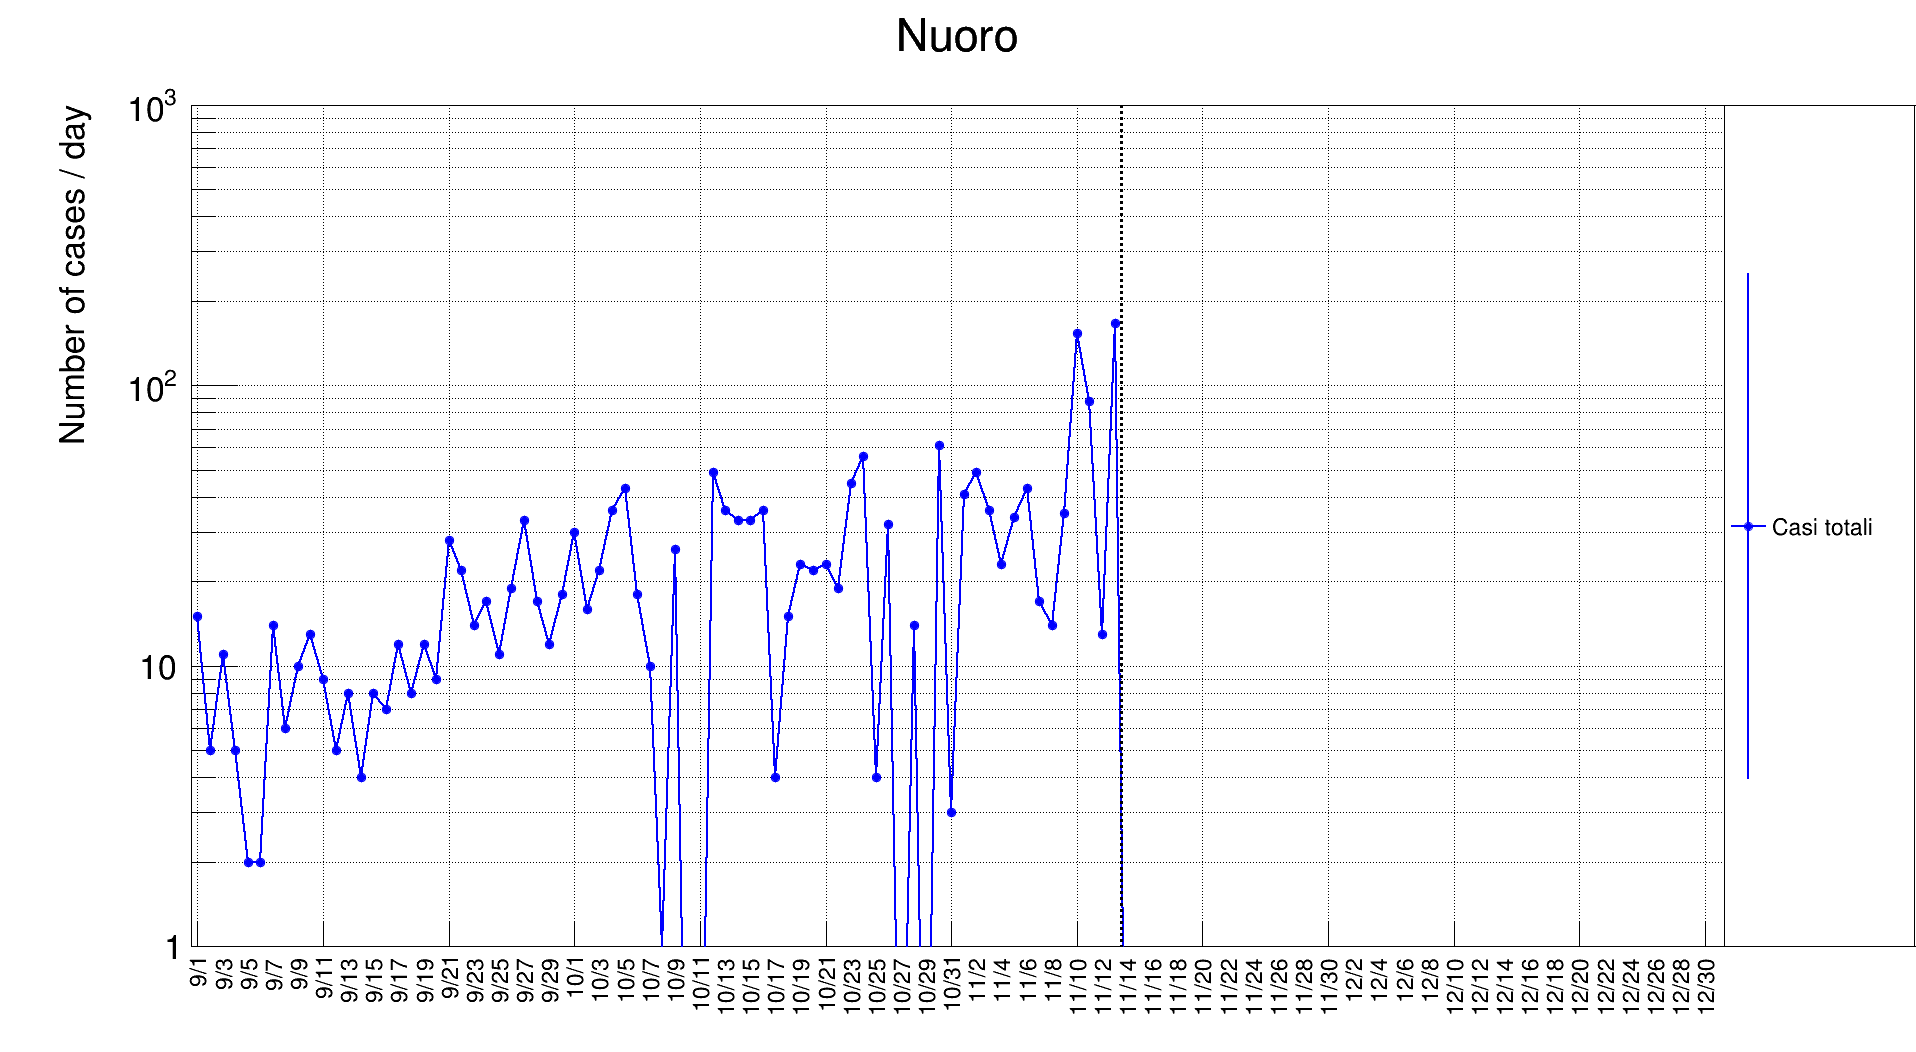 Nuoro
Number of cases / day
10³
10²
10
1
9/1 9/3 9/5 9/7 9/9 9/11 9/13 9/15 9/17 9/19 9/21 9/23 9/25 9/27 9/29 10/1 10/3 10/5 10/7 10/9 10/11 10/13 10/15 10/17 10/19 10/21 10/23 10/25 10/27 10/29 10/31 11/2 11/4 11/6 11/8 11/10 11/12 11/14 11/16 11/18 11/20 11/22 11/24 11/26 11/28 11/30 12/2 12/4 12/6 12/8 12/10 12/12 12/14 12/16 12/18 12/20 12/22 12/24 12/26 12/28 12/30
Casi totali